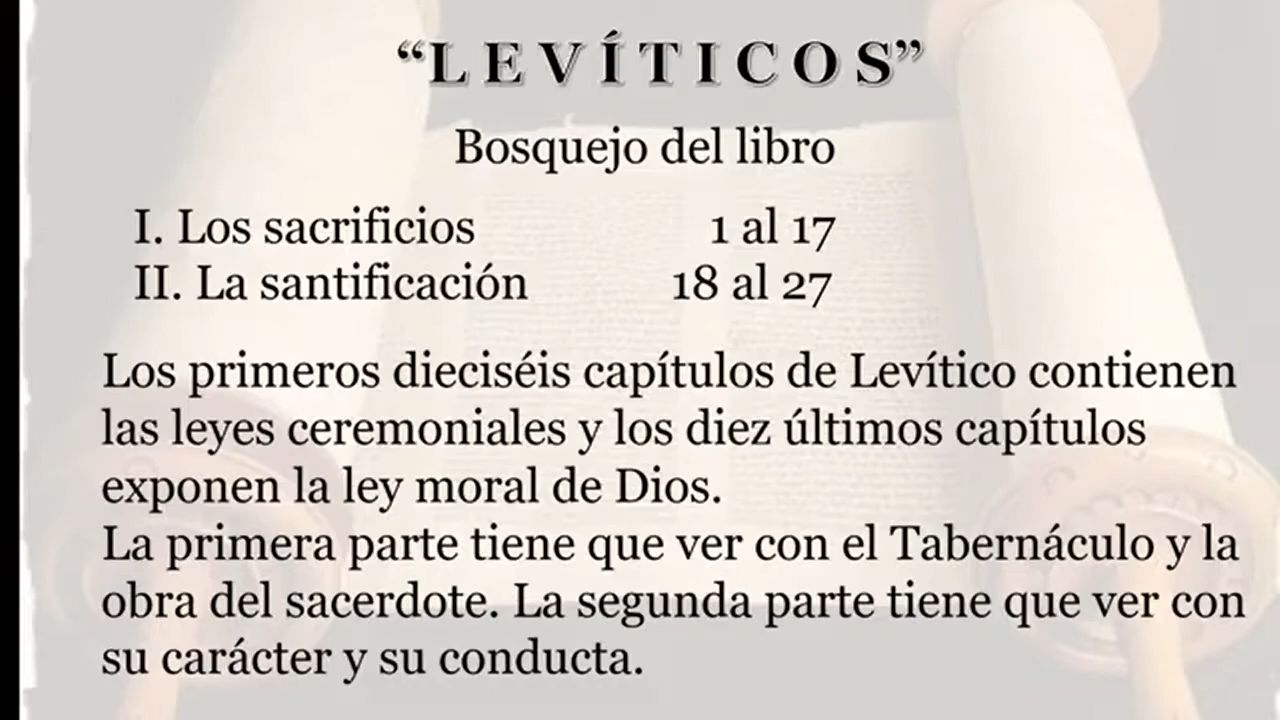 “LEVÍTICOS”
Bosquejo del libro
I. Los sacrificios 1 al 17
II. La santificación 18 al 27
Los primeros dieciséis capítulos de Levítico contienen
las leyes ceremoniales y los diez últimos capítulos
exponen la ley moral de Dios.
La primera parte tiene que ver con el Tabernáculo y la
obra del sacerdote. La segunda parte tiene que ver con
su carácter y su conducta.